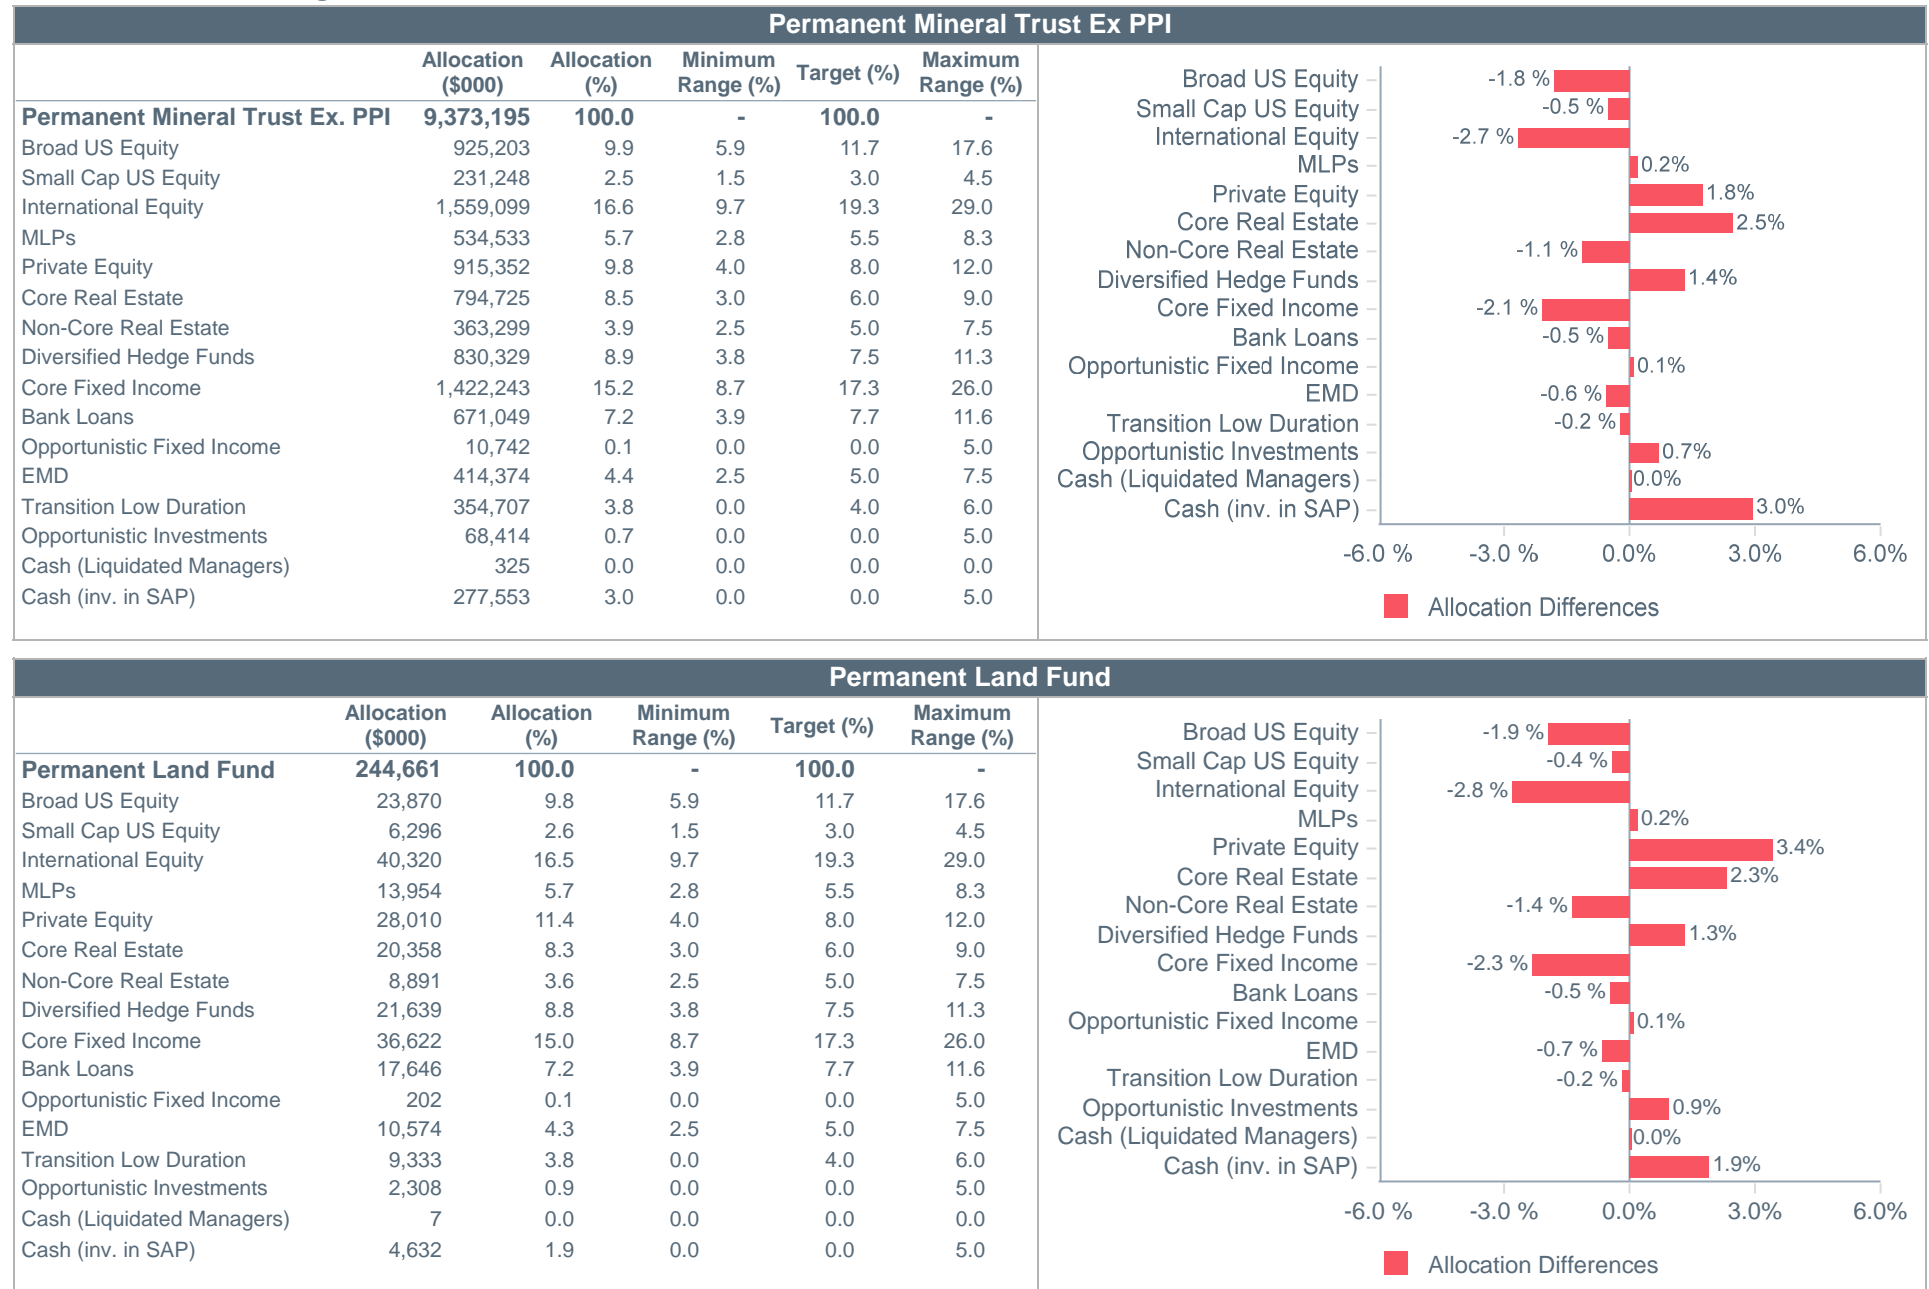 Permanent Mineral Trust Ex PPI
Allocation ($000) Allocation (%) Minimum Range (%) Target (%) Maximum Range (%)
Permanent Mineral Trust Ex. PPI 9,373,195 100.0 - 100.0 -
Broad US Equity 925,203 9.9 5.9 11.7 17.6
Small Cap US Equity 231,248 2.5 1.5 3.0 4.5
International Equity 1,559,099 16.6 9.7 19.3 29.0
MLPs 534,533 5.7 2.8 5.5 8.3
Private Equity 915,352 9.8 4.0 8.0 12.0
Core Real Estate 794,725 8.5 3.0 6.0 9.0
Non-Core Real Estate 363,299 3.9 2.5 5.0 7.5
Diversified Hedge Funds 830,329 8.9 3.8 7.5 11.3
Core Fixed Income 1,422,243 15.2 8.7 17.3 26.0
Bank Loans 671,049 7.2 3.9 7.7 11.6
Opportunistic Fixed Income 10,742 0.1 0.0 0.0 5.0
EMD 414,374 4.4 2.5 5.0 7.5
Transition Low Duration 354,707 3.8 0.0 4.0 6.0
Opportunistic Investments 68,414 0.7 0.0 0.0 5.0
Cash (Liquidated Managers) 325 0.0 0.0 0.0 0.0
Cash (inv. in SAP) 277,553 3.0 0.0 0.0 5.0
Broad US Equity -1.8 %
Small Cap US Equity -0.5 %
International Equity -2.7 %
MLPs 0.2%
Private Equity 1.8%
Core Real Estate 2.5%
Non-Core Real Estate -1.1 %
Diversified Hedge Funds 1.4%
Core Fixed Income -2.1 %
Bank Loans -0.5 %
Opportunistic Fixed Income 0.1%
EMD -0.6 %
Transition Low Duration -0.2 %
Opportunistic Investments 0.7%
Cash (Liquidated Managers) 0.0%
Cash (inv. in SAP) 3.0%
-6.0 % -3.0 % 0.0% 3.0% 6.0%
Allocation Differences
Permanent Land Fund
Allocation ($000) Allocation (%) Minimum Range (%) Target (%) Maximum Range (%)
Permanent Land Fund 244,661 100.0 - 100.0 -
Broad US Equity 23,870 9.8 5.9 11.7 17.6
Small Cap US Equity 6,296 2.6 1.5 3.0 4.5
International Equity 40,320 16.5 9.7 19.3 29.0
MLPs 13,954 5.7 2.8 5.5 8.3
Private Equity 28,010 11.4 4.0 8.0 12.0
Core Real Estate 20,358 8.3 3.0 6.0 9.0
Non-Core Real Estate 8,891 3.6 2.5 5.0 7.5
Diversified Hedge Funds 21,639 8.8 3.8 7.5 11.3
Core Fixed Income 36,622 15.0 8.7 17.3 26.0
Bank Loans 17,646 7.2 3.9 7.7 11.6
Opportunistic Fixed Income 202 0.1 0.0 0.0 5.0
EMD 10,574 4.3 2.5 5.0 7.5
Transition Low Duration 9,333 3.8 0.0 4.0 6.0
Opportunistic Investments 2,308 0.9 0.0 0.0 5.0
Cash (Liquidated Managers) 7 0.0 0.0 0.0 0.0
Cash (inv. in SAP) 4,632 1.9 0.0 0.0 5.0
Broad US Equity -1.9 %
Small Cap US Equity -0.4 %
International Equity -2.8 %
MLPs 0.2%
Private Equity 3.4%
Core Real Estate 2.3%
Non-Core Real Estate -1.4 %
Diversified Hedge Funds 1.3%
Core Fixed Income -2.3 %
Bank Loans -0.5 %
Opportunistic Fixed Income 0.1%
EMD -0.7 %
Transition Low Duration -0.2 %
Opportunistic Investments 0.9%
Cash (Liquidated Managers) 0.0%
Cash (inv. in SAP) 1.9%
-6.0 % -3.0 % 0.0% 3.0% 6.0%
Allocation Differences